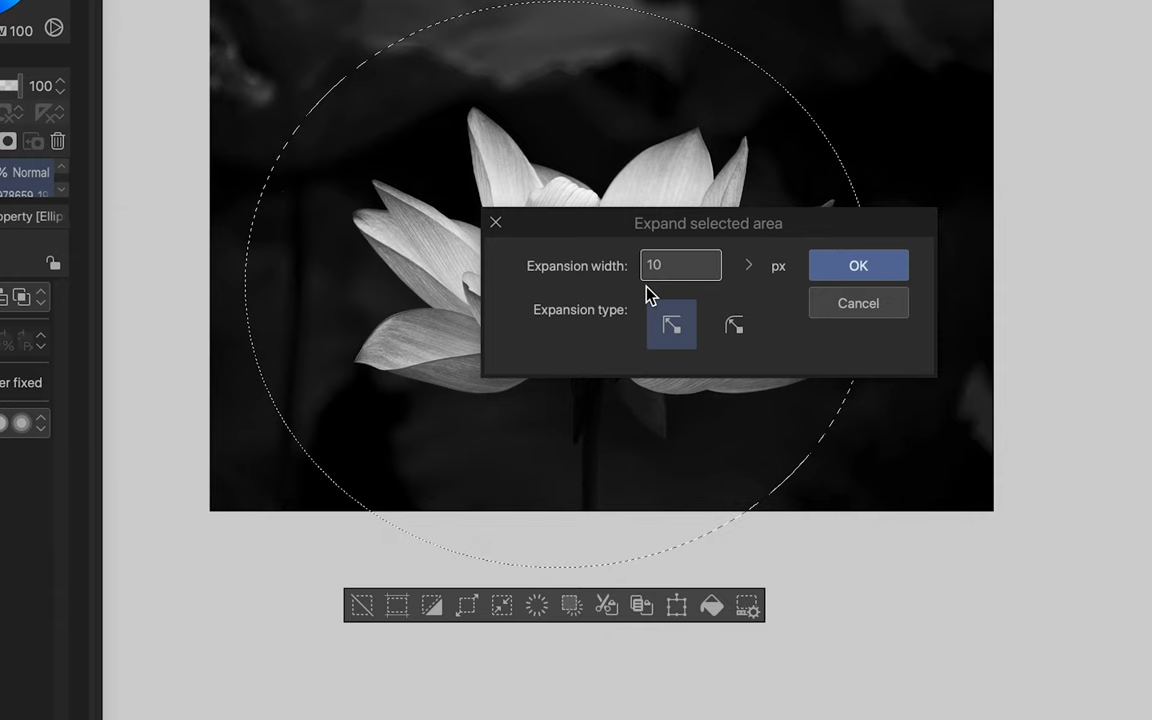 100
100
% Normal
operty [Ellip
%
er fixed
Expand selected area
Expansion width: 10 px OK
Expansion type: Cancel